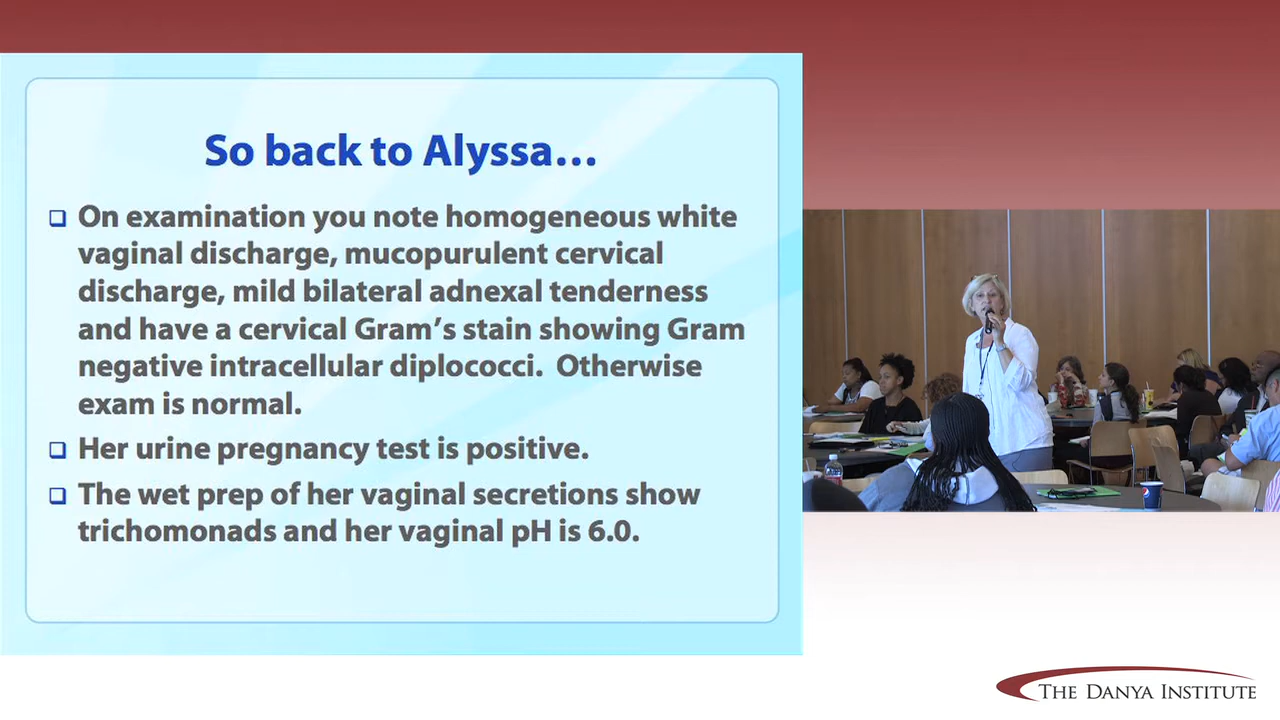 So back to Alyssa…
❑ On examination you note homogeneous white
vaginal discharge, mucopurulent cervical
discharge, mild bilateral adnexal tenderness
and have a cervical Gram’s stain showing Gram
negative intracellular diplococci.  Otherwise
exam is normal.
❑ Her urine pregnancy test is positive.
❑ The wet prep of her vaginal secretions show
trichomonads and her vaginal pH is 6.0.
THE DANYA INSTITUTE